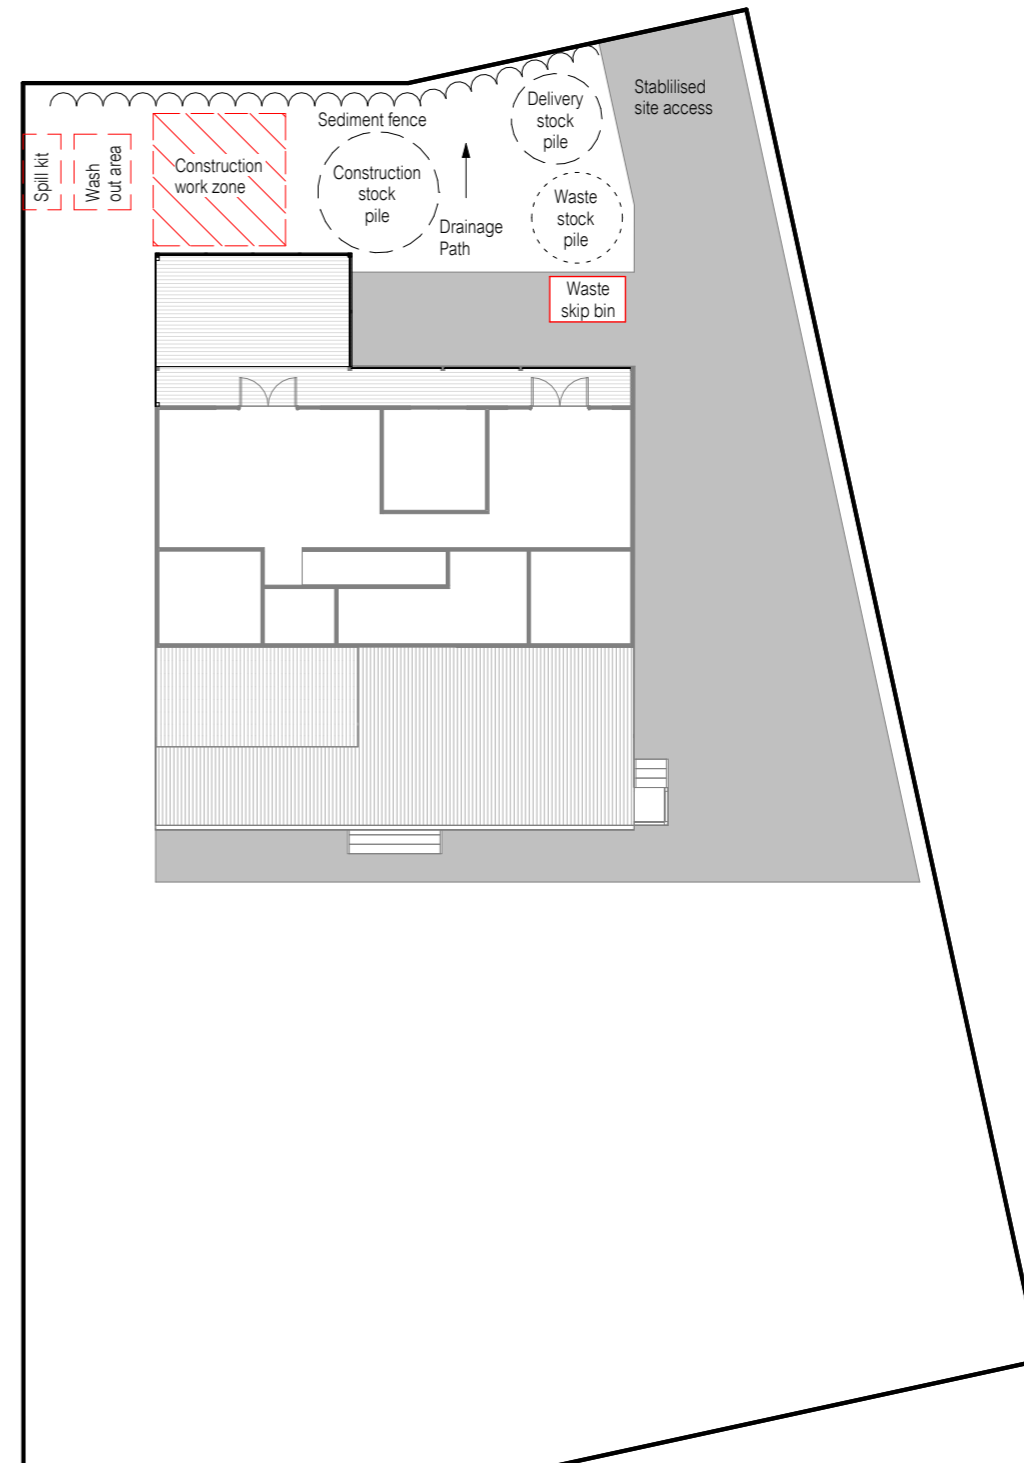 Stablilised
site access
Delivery
stock
pile
Sediment fence
Construction
work zone
Construction
stock
pile
Spill kit
Wash
out area
Waste
stock
pile
Drainage
Path
Waste
skip bin